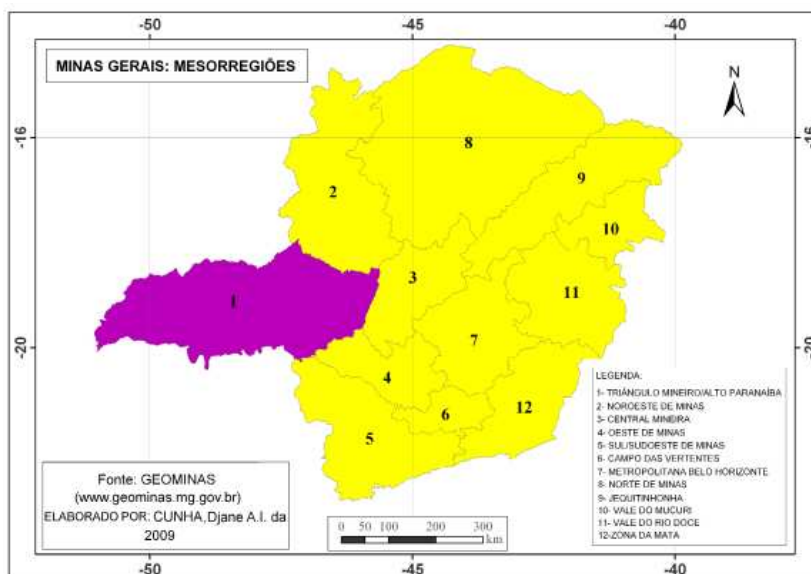 -50
-45
-40
MINAS GERAIS: MESORREGIÕES
N
-16
-16
8
9
2
10
3
11
1
7
-20
-20
4
12
6
5
LEGENDA:
1- TRIÂNGULO MINEIRO/ALTO PARANAÍBA
2- NOROESTE DE MINAS
3- CENTRAL MINEIRA
4- OESTE DE MINAS
5- SUL/SUDOESTE DE MINAS
6- CAMPO DAS VERTENTES
7- METROPOLITANA BELO HORIZONTE
8- NORTE DE MINAS
9- JEQUITINHONHA
10- VALE DO MUCURI
11- VALE DO RIO DOCE
12-ZONA DA MATA
Fonte: GEOMINAS
(www.geominas.mg.gov.br)
ELABORADO POR: CUNHA,Djane A.I. da
2009
0 50 100 200 300
km
-50
-45
-40